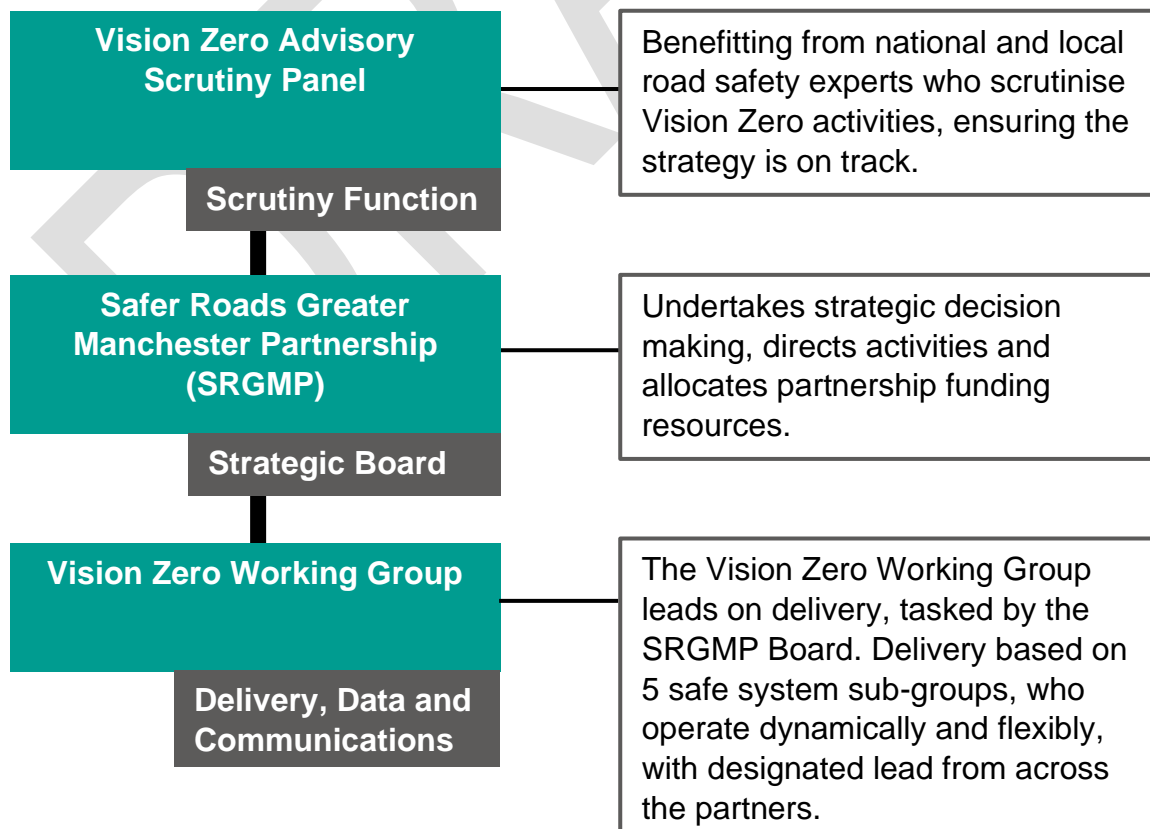 Vision Zero Advisory
Scrutiny Panel
Scrutiny Function
Benefitting from national and local
road safety experts who scrutinise
Vision Zero activities, ensuring the
strategy is on track.
Safer Roads Greater
Manchester Partnership
(SRGMP)
Strategic Board
Undertakes strategic decision
making, directs activities and
allocates partnership funding
resources.
Vision Zero Working Group
Delivery, Data and
Communications
The Vision Zero Working Group
leads on delivery, tasked by the
SRGMP Board. Delivery based on
5 safe system sub-groups, who
operate dynamically and flexibly,
with designated lead from across
the partners.